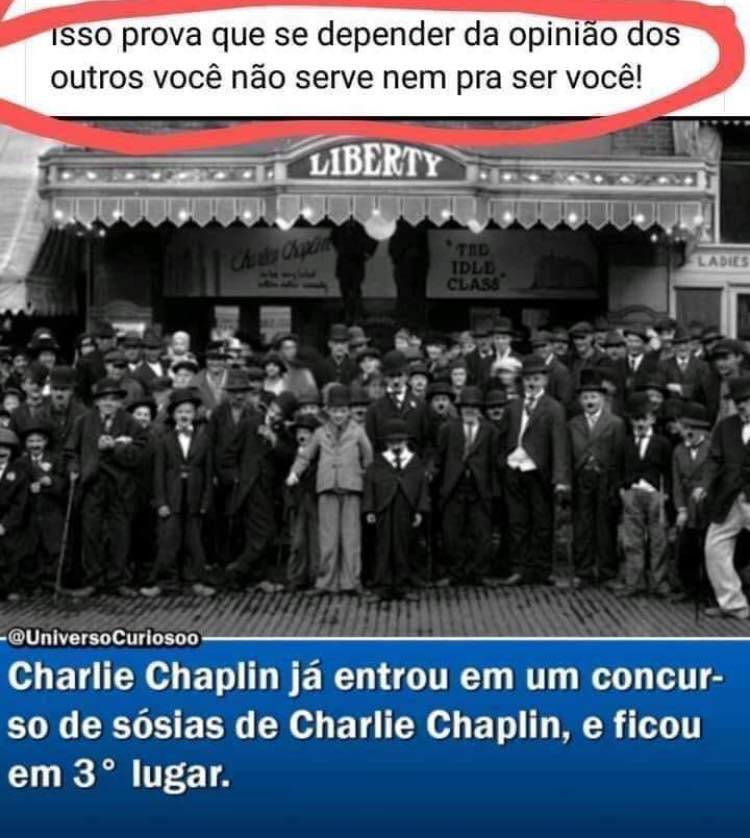 Isso prova que se depender da opinião dos
outros você não serve nem pra ser você!
LIBERTY
Charlie Chaplin
IDLE
CLASS
LADIES
@UniversoCuriosoo
Charlie Chaplin já entrou em um concur-
so de sósias de Charlie Chaplin, e ficou
em 3° lugar.